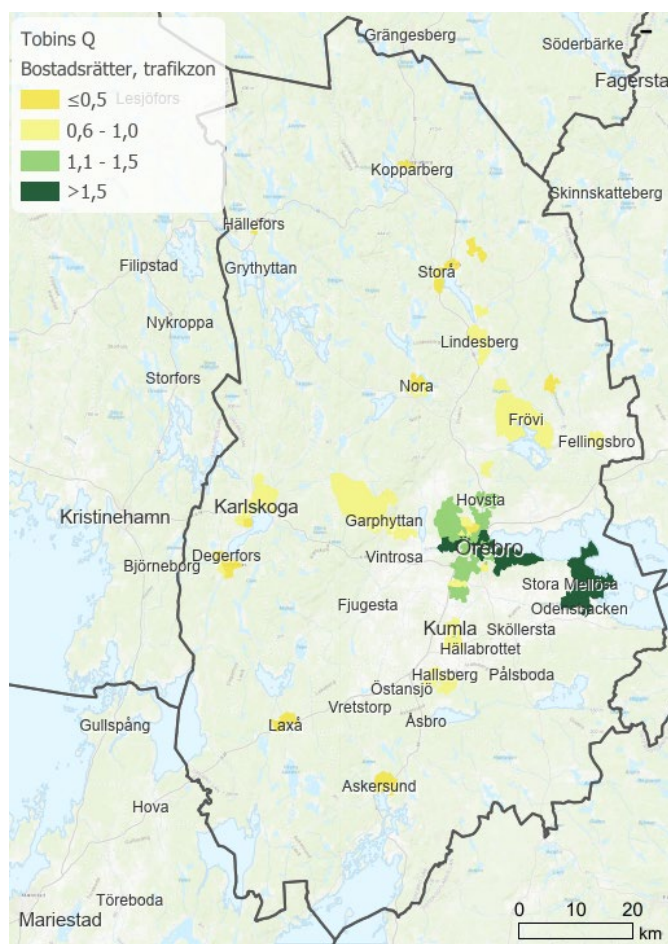 Tobins Q
Bostadsrätter, trafikzon
≤0,5
0,6 - 1,0
1,1 - 1,5
>1,5
Lesjöfors
Grängesberg
Söderbärke
Fagersta
Kopparberg
Skinnskatteberg
Hällefors
Filipstad
Grythyttan
Storå
Nykroppa
Lindesberg
Storfors
Nora
Frövi
Fellingsbro
Hovsta
Karlskoga
Kristinehamn
Garphyttan
Örebro
Björneborg
Degerfors
Vintrosa
Stora Mellösa
Fjugesta
Odensbacken
Kumla
Sköllersta
Hällabrottet
Hallsberg
Pålsboda
Östansjö
Vretstorp
Gullspång
Laxå
Åsbro
Askersund
Hova
Töreboda
Mariestad
0 10 20
km